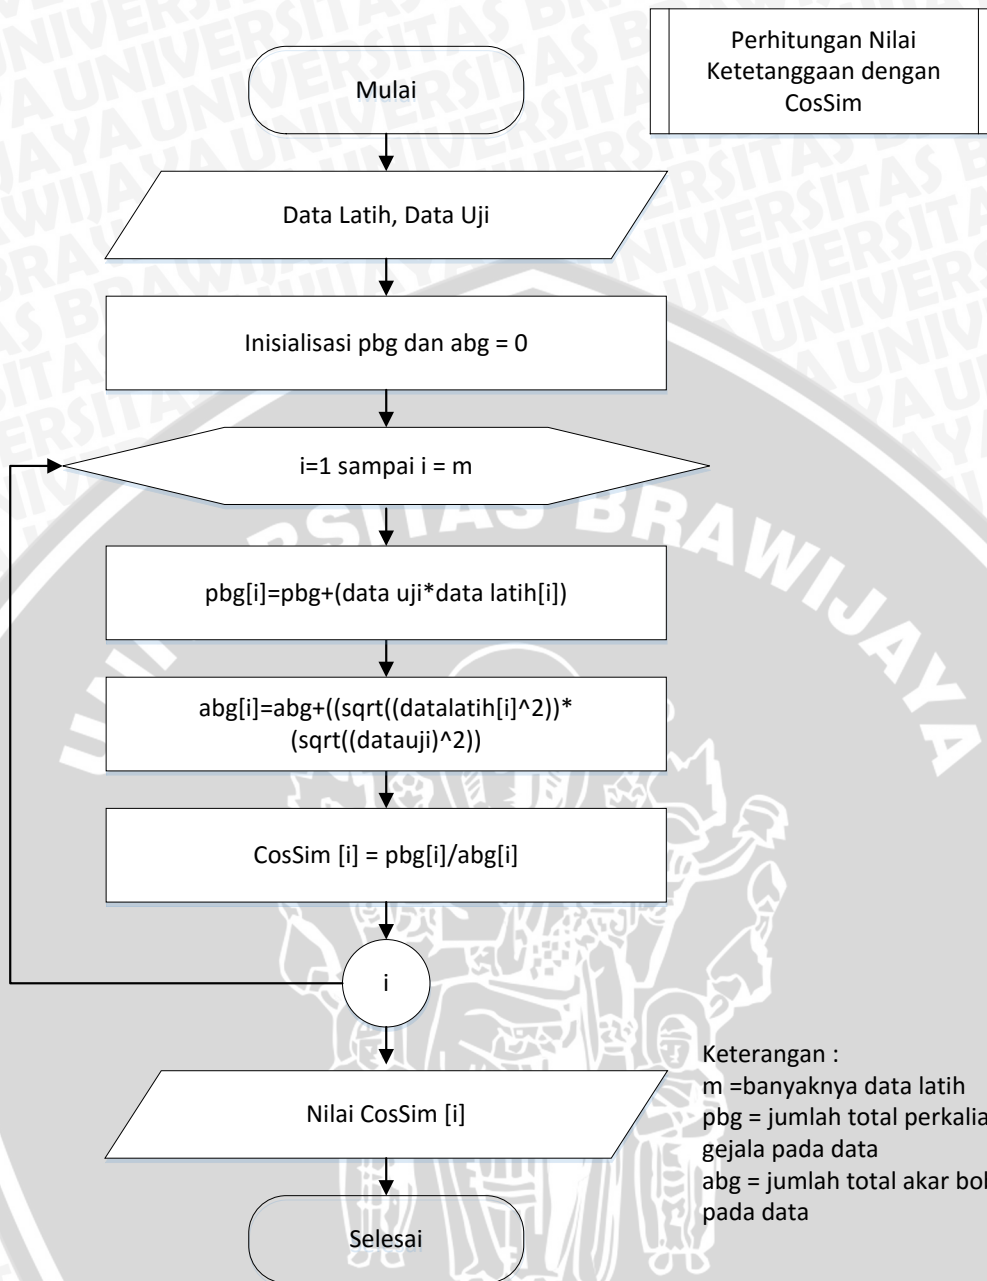 Perhitungan Nilai
Ketetanggaan dengan
CosSim
Mulai
Data Latih, Data Uji
Inisialisasi pbg dan abg = 0
i=1 sampai i = m
pbg[i]=pbg+(data uji*data latih[i])
abg[i]=abg+((sqrt((datalatih[i]^2))*
(sqrt((datauji)^2))
CosSim [i] = pbg[i]/abg[i]
i
Nilai CosSim [i]
Selesai
Keterangan :
m =banyaknya data latih
pbg = jumlah total
gejala pada data
abg = jumlah total akar
pada data
UNIVERSITAS BRAWIJAYA